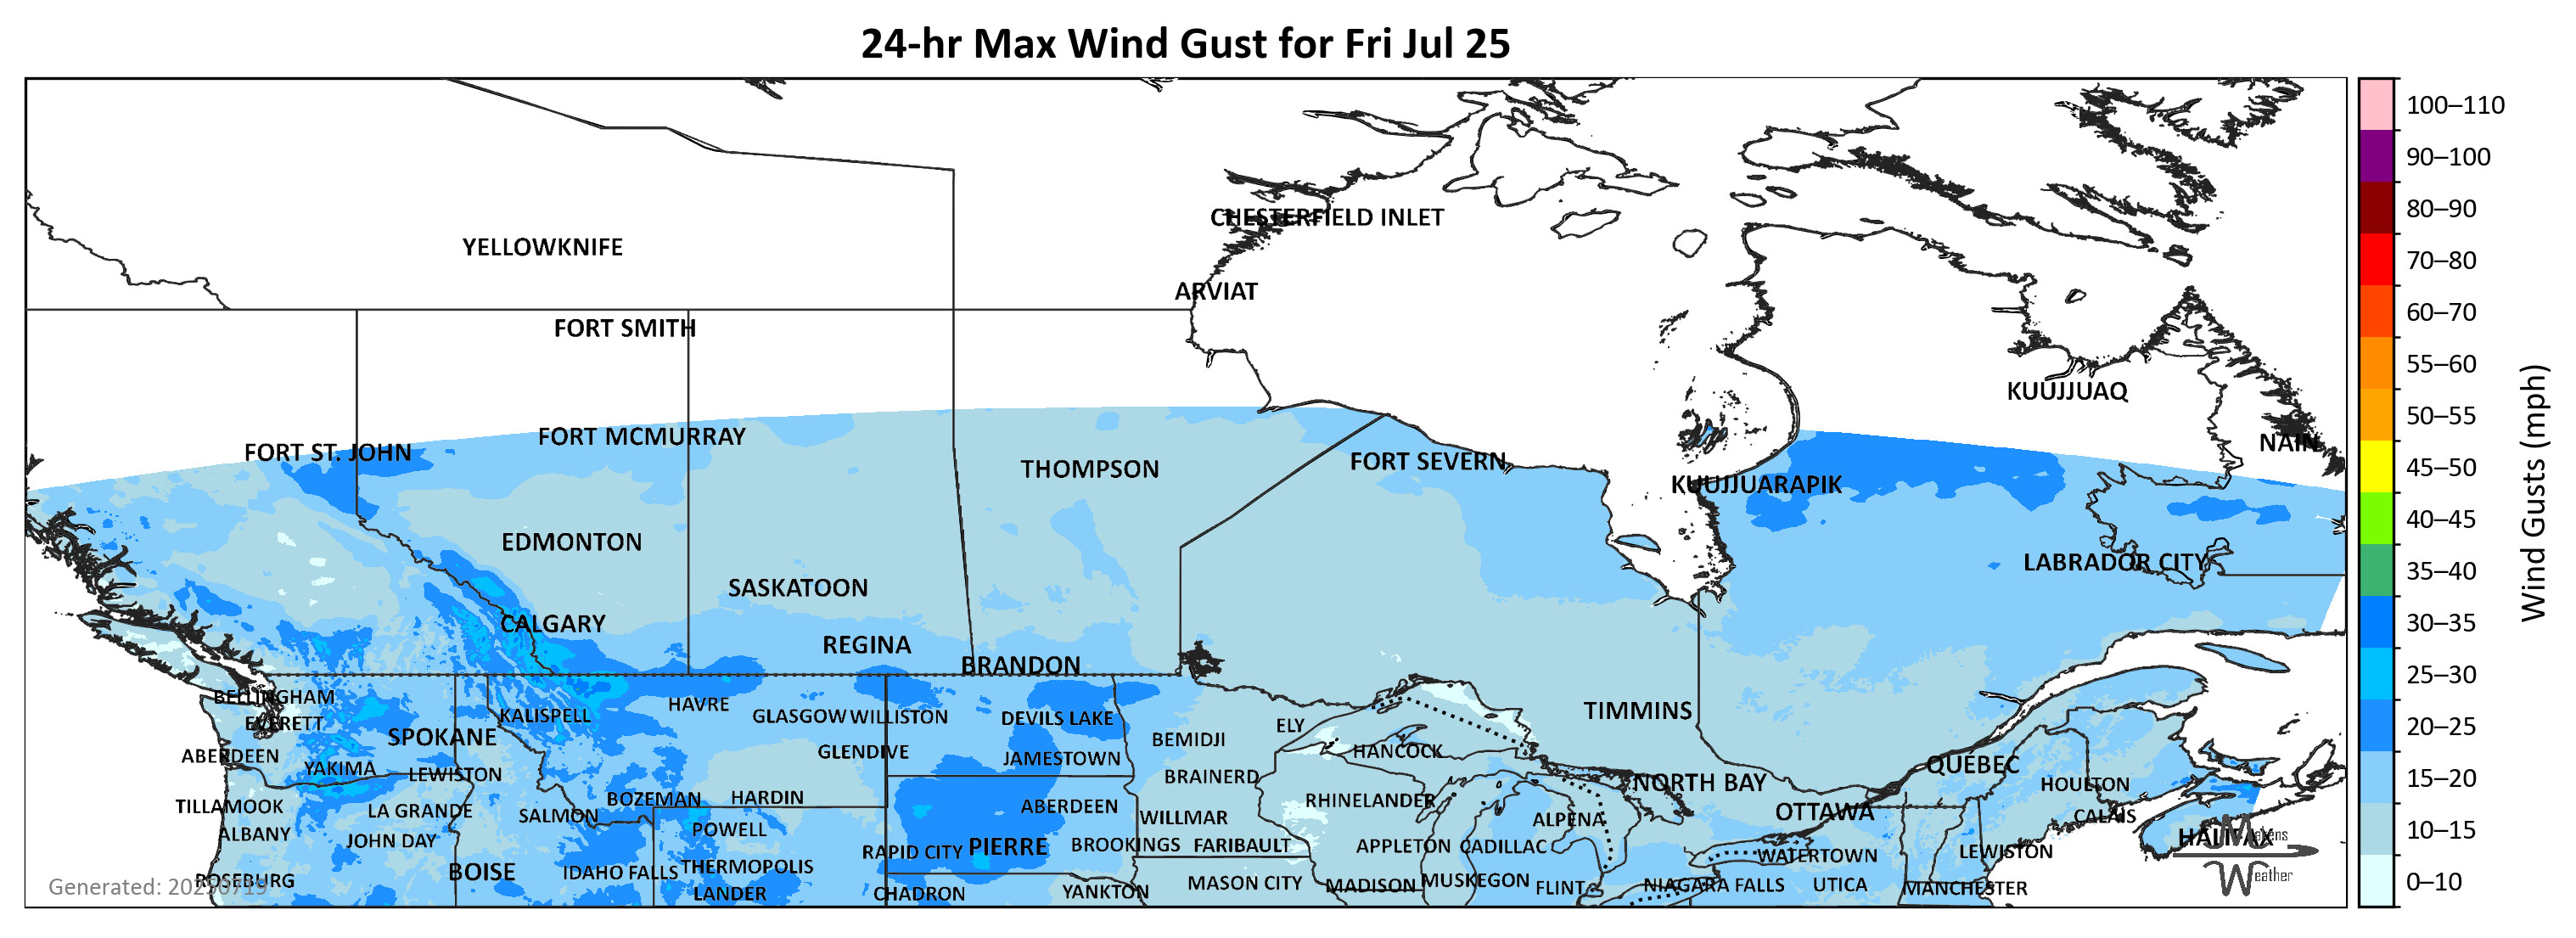 24-hr Max Wind Gust for Fri Jul 25
100–110
90–100
80–90
70–80
60–70
55–60
50–55
45–50
40–45
35–40
30–35
25–30
20–25
15–20
10–15
0–10
Wind Gusts (mph)
CHESTERFIELD INLET
YELLOWKNIFE
ARVIAT
FORT SMITH
KUUJJUAQ
FORT MCMURRAY
NAIN
FORT ST. JOHN
FORT SEVERN
THOMPSON
KUUJJUARAPIK
EDMONTON
LABRADOR CITY
SASKATOON
CALGARY
REGINA
BRANDON
BELLINGHAM
HAVRE
TIMMINS
KALISPELL
GLASGOW
WILLISTON
DEVILS LAKE
EVERETT
ELY
SPOKANE
BEMIDJI
ABERDEEN
GLENDIVE
JAMESTOWN
HANCOCK
QUÉBEC
YAKIMA
LEWISTON
BRAINERD
NORTH BAY
HOULTON
BOZEMAN
HARDIN
RHINELANDER
TILLAMOOK
LA GRANDE
ABERDEEN
SALMON
WILLMAR
ALPENA
OTTAWA
CALAIS
ALBANY
JOHN DAY
POWELL
HALIFAX
PIERRE
BROOKINGS
FARIBAULT
APPLETON
CADILLAC
RAPID CITY
WATERTOWN
LEWISTON
BOISE
IDAHO FALLS
THERMOPOLIS
ROSEBURG
MASON CITY
MADISON
MUSKEGON
FLINT
NIAGARA FALLS
UTICA
MANCHESTER
LANDER
CHADRON
YANKTON
Generated: 20250719
Makens
Weather